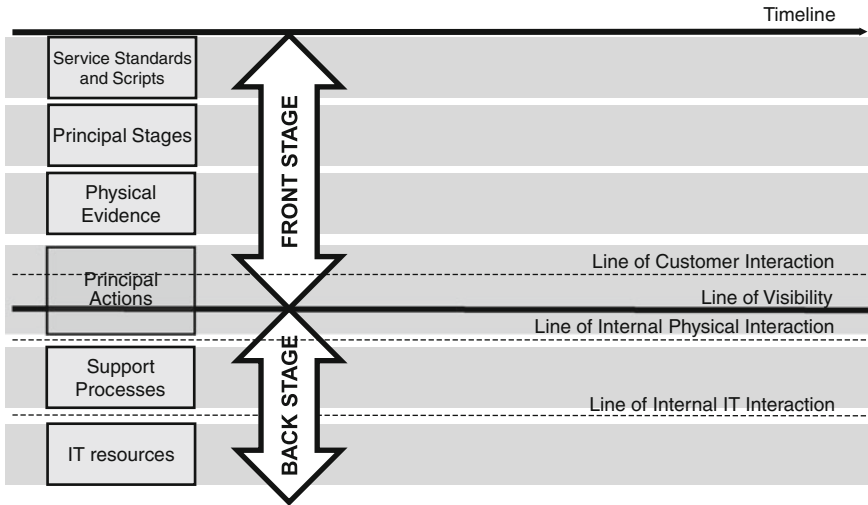 Timeline
Service Standards
and Scripts
Principal Stages
Physical
Evidence
FRONT STAGE
Line of Customer Interaction
Principal
Actions
Line of Visibility
Line of Internal Physical Interaction
Support
Processes
BACK STAGE
Line of Internal IT Interaction
IT resources